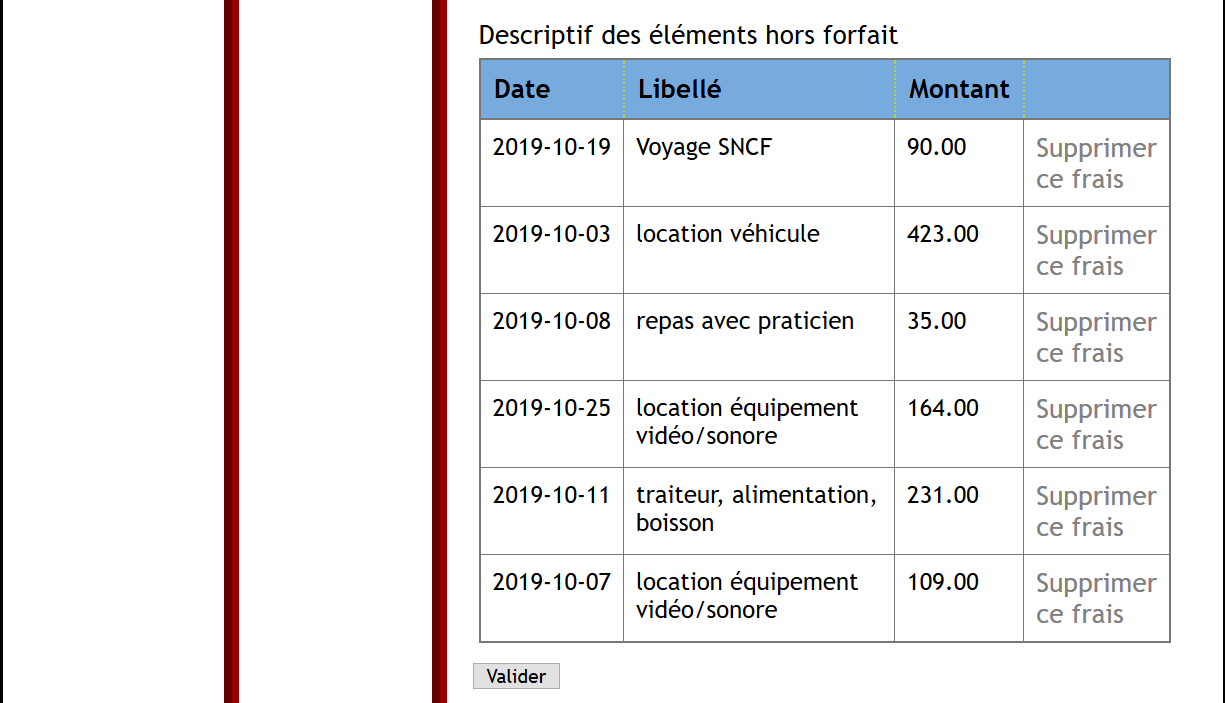 Descriptif des éléments hors forfait
Date Libellé Montant
2019-10-19 Voyage SNCF 90.00 Supprimer
ce frais
2019-10-03 location véhicule 423.00 Supprimer
ce frais
2019-10-08 repas avec praticien 35.00 Supprimer
ce frais
2019-10-25 location équipement 164.00 Supprimer
vidéo/sonore ce frais
2019-10-11 traiteur, alimentation, 231.00 Supprimer
boisson ce frais
2019-10-07 location équipement 109.00 Supprimer
vidéo/sonore ce frais
Valider